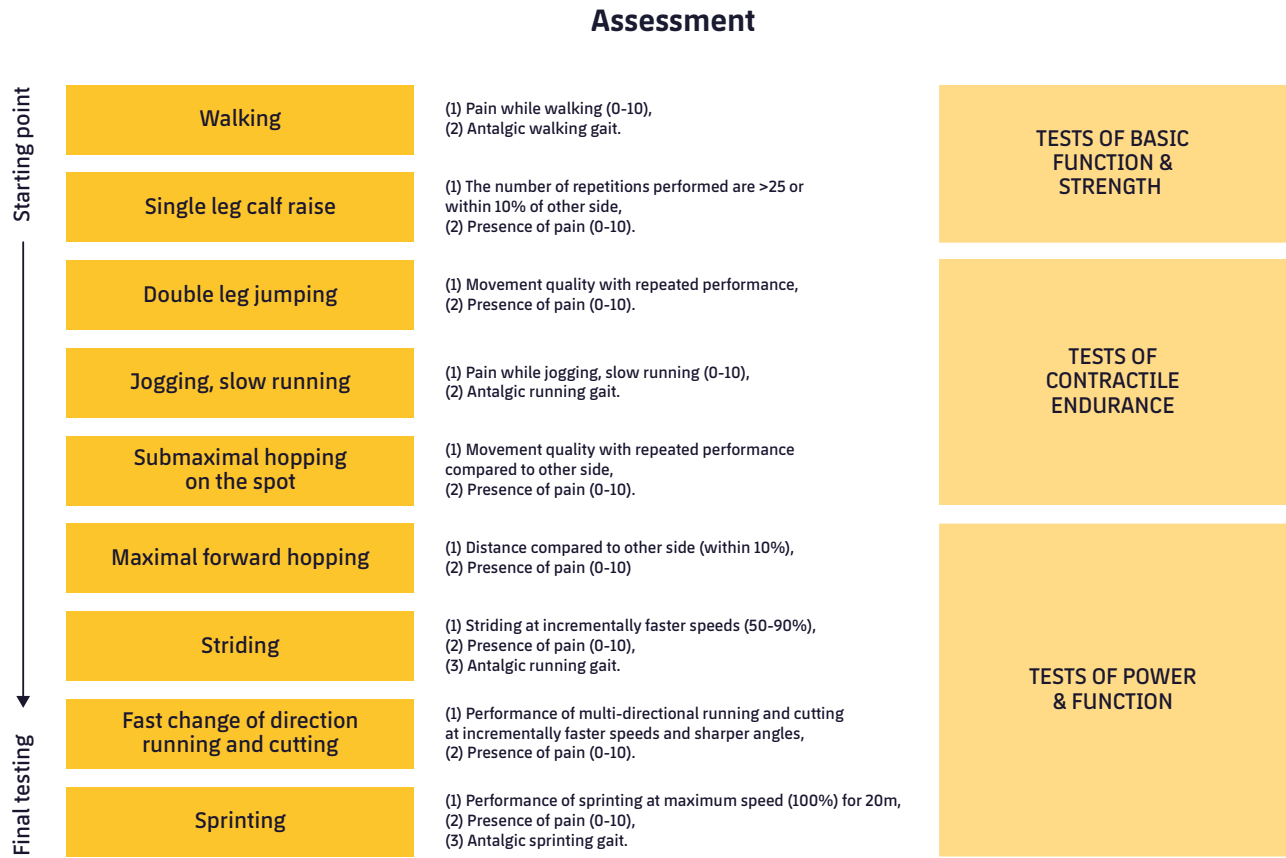 Assessment
Starting point
Final testing
Walking
(1) Pain while walking (0-10),
(2) Antalgic walking gait.
TESTS OF BASIC
FUNCTION &
STRENGTH
Single leg calf raise
(1) The number of repetitions performed are >25 or
within 10% of other side,
(2) Presence of pain (0-10).
Double leg jumping
(1) Movement quality with repeated performance,
(2) Presence of pain (0-10).
Jogging, slow running
(1) Pain while jogging, slow running (0-10),
(2) Antalgic running gait.
TESTS OF
CONTRACTILE
ENDURANCE
Submaximal hopping
on the spot
(1) Movement quality with repeated performance
compared to other side,
(2) Presence of pain (0-10).
Maximal forward hopping
(1) Distance compared to other side (within 10%),
(2) Presence of pain (0-10)
Striding
(1) Striding at incrementally faster speeds (50-90%),
(2) Presence of pain (0-10),
(3) Antalgic running gait.
TESTS OF POWER
& FUNCTION
Fast change of direction
running and cutting
(1) Performance of multi-directional running and cutting
at incrementally faster speeds and sharper angles,
(2) Presence of pain (0-10).
Sprinting
(1) Performance of sprinting at maximum speed (100%) for 20m,
(2) Presence of pain (0-10),
(3) Antalgic sprinting gait.